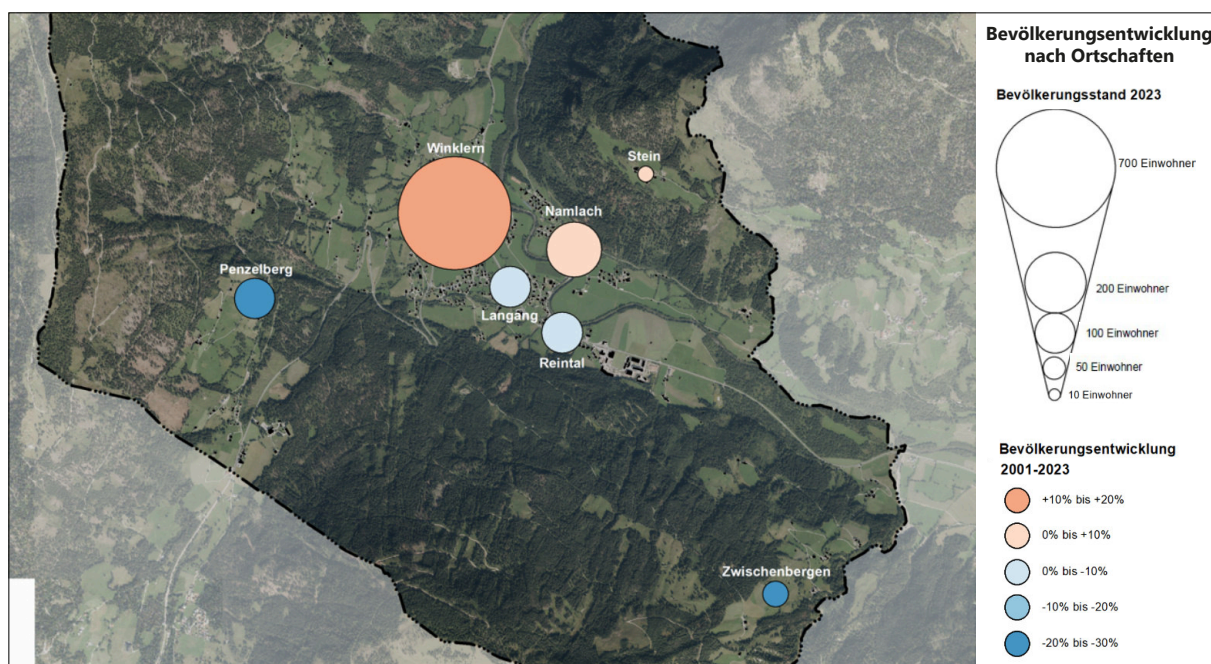 Bevölkerungsentwicklung
nach Ortschaften
Bevölkerungsstand 2023
700 Einwohner
200 Einwohner
100 Einwohner
50 Einwohner
10 Einwohner
Bevölkerungsentwicklung
2001-2023
+10% bis +20%
0% bis +10%
0% bis -10%
-10% bis -20%
-20% bis -30%
Winklern
Stein
Namlach
Penzelberg
Langang
Reintal
Zwischenbergen